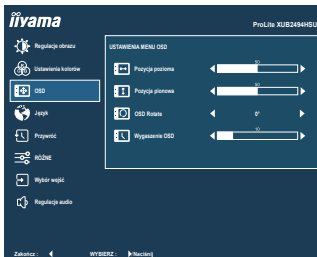 iiyama
ProLite XUB2494HSU
Regulacje obrazu
Ustawienia kolorów
OSD
Język
Przywróć
RÓŻNE
Wybór wejść
Regulacje audio
USTAWIENIA MENU OSD
Pozycja pozioma
50
Pozycja pionowa
50
OSD Rotate
0°
Wygaszenie OSD
10
Zakończ :
WYBIERZ :
/Naciśnij